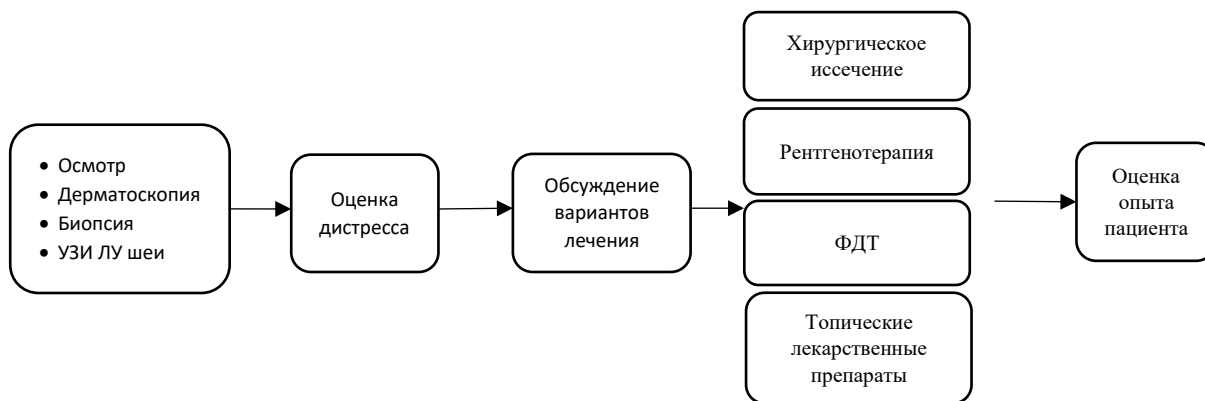 • Осмотр
• Дерматоскопия
• Биопсия
• УЗИ ЛУ шеи
Оценка
дистресса
Обсуждение
вариантов
лечения
Хирургическое
иссечение
Рентгенотерапия
ФДТ
Топические
лекарственные
препараты
Оценка
опыта
пациента